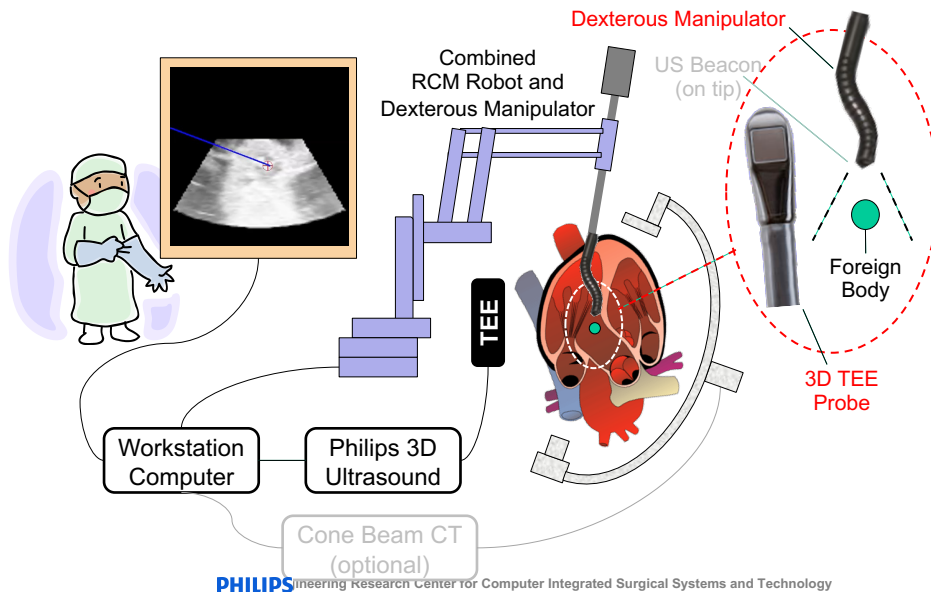 Dexterous Manipulator
US Beacon
(on tip)
Combined
RCM Robot and
Dexterous Manipulator
TEE
Foreign
Body
3D TEE
Probe
Workstation
Computer
Philips 3D
Ultrasound
Cone Beam CT
(optional)
PHILIPS ineering Research Center for Computer Integrated Surgical Systems and Technology